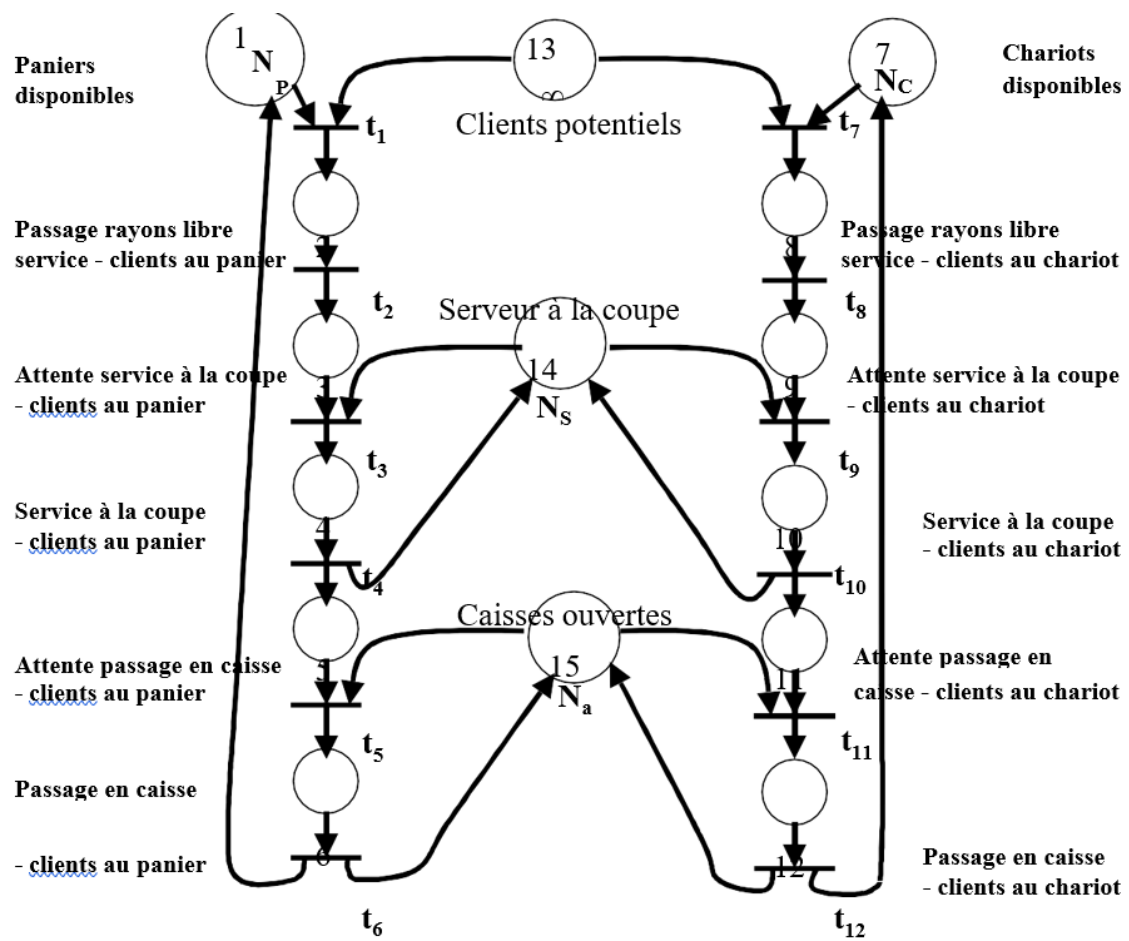 1
N
P
Paniers
disponibles
13
∞
Clients potentiels
7
NC
Chariots
disponibles
t1
t7
Passage rayons libre
service - clients au panier
2
8
Passage rayons libre
service - clients au chariot
t2
t8
Serveur à la coupe
14
NS
Attente service à la coupe
- clients au panier
3
9
Attente service à la coupe
- clients au chariot
t3
t9
Service à la coupe
- clients au panier
4
10
Service à la coupe
- clients au chariot
t4
t10
Caisses ouvertes
15
Na
Attente passage en caisse
- clients au panier
5
11
Attente passage en
caisse - clients au chariot
t5
t11
Passage en caisse
- clients au panier
6
12
Passage en caisse
- clients au chariot
t6
t12